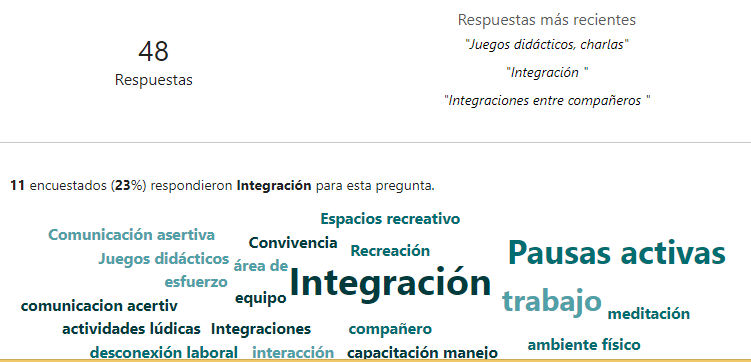 48
Respuestas
Respuestas más recientes
"Juegos didácticos, charlas"
"Integración "
"Integraciones entre compañeros "
11 encuestados (23%) respondieron Integración para esta pregunta.
Espacios recreativo
Comunicación asertiva
Convivencia
Recreación
Pausas activas
Juegos didácticos
área de
esfuerzo
Integración
equipo
trabajo
comunicacion acertiv
meditación
actividades lúdicas
Integraciones
compañero
ambiente físico
desconexión laboral
interacción
capacitación manejo